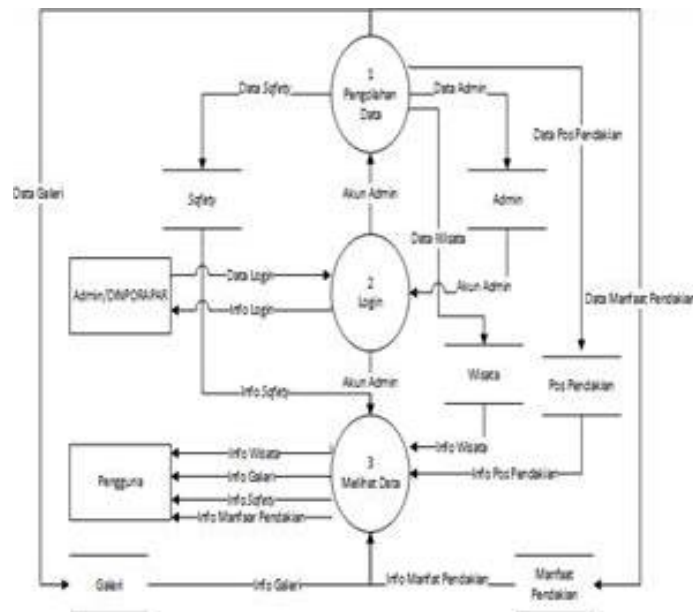 1
Pengolahan
Data
Data Safety
Data Admin
Data Pos Pendakian
Data Galeri
Safety
Akun Admin
Admin
Data Wisata
Admin/DINPORAPAR
Data Login
Info Login
2
Login
Akun Admin
Data Manfaat Pendakian
Akun Admin
Info Safety
Wisata
Pos Pendakian
Pengguna
Info Wisata
Info Galeri
Info Safety
Info Manfaar Pendakian
3
Melihat Data
Info Wisata
Info Pos Pendakian
Galeri
Info Galeri
Info Manfat Pendakian
Manfaat
Pendakian